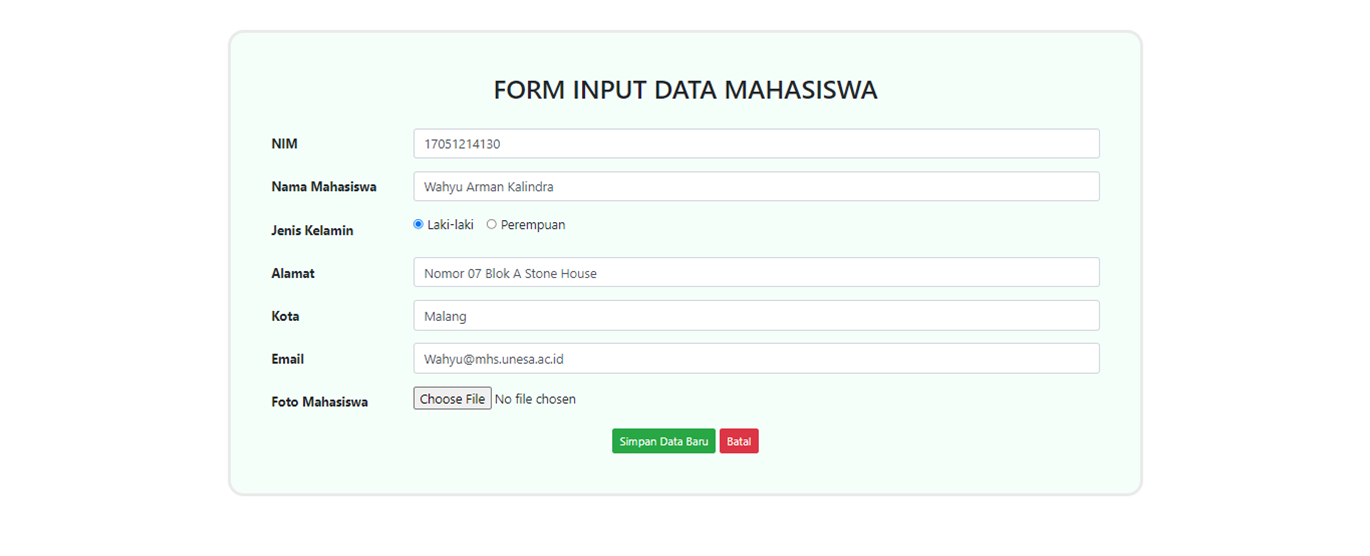 FORM INPUT DATA MAHASISWA
NIM 17051214130
Nama Mahasiswa Wahyu Arman Kalindra
Jenis Kelamin Laki-laki Perempuan
Alamat Nomor 07 Blok A Stone House
Kota Malang
Email Wahyu@mhs.unesa.ac.id
Foto Mahasiswa Choose File No file chosen
Simpan Data Baru Batal